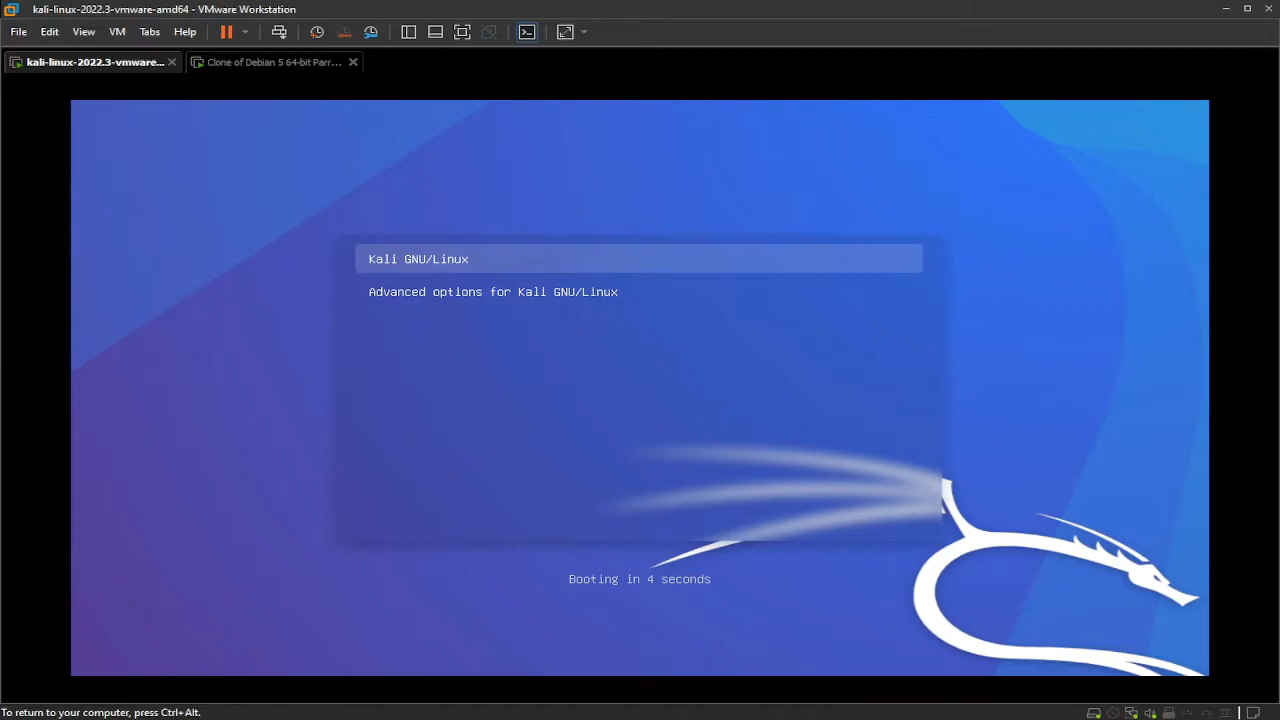 kali-linux-2022.3-vmware-amd64 - VMware Workstation
File Edit View VM Tabs Help
kali-linux-2022.3-vmware... Clone of Debian 5 64-bit Parr...
Kali GNU/Linux
Advanced options for Kali GNU/Linux
Booting in 4 seconds
To return to your computer, press Ctrl+Alt.